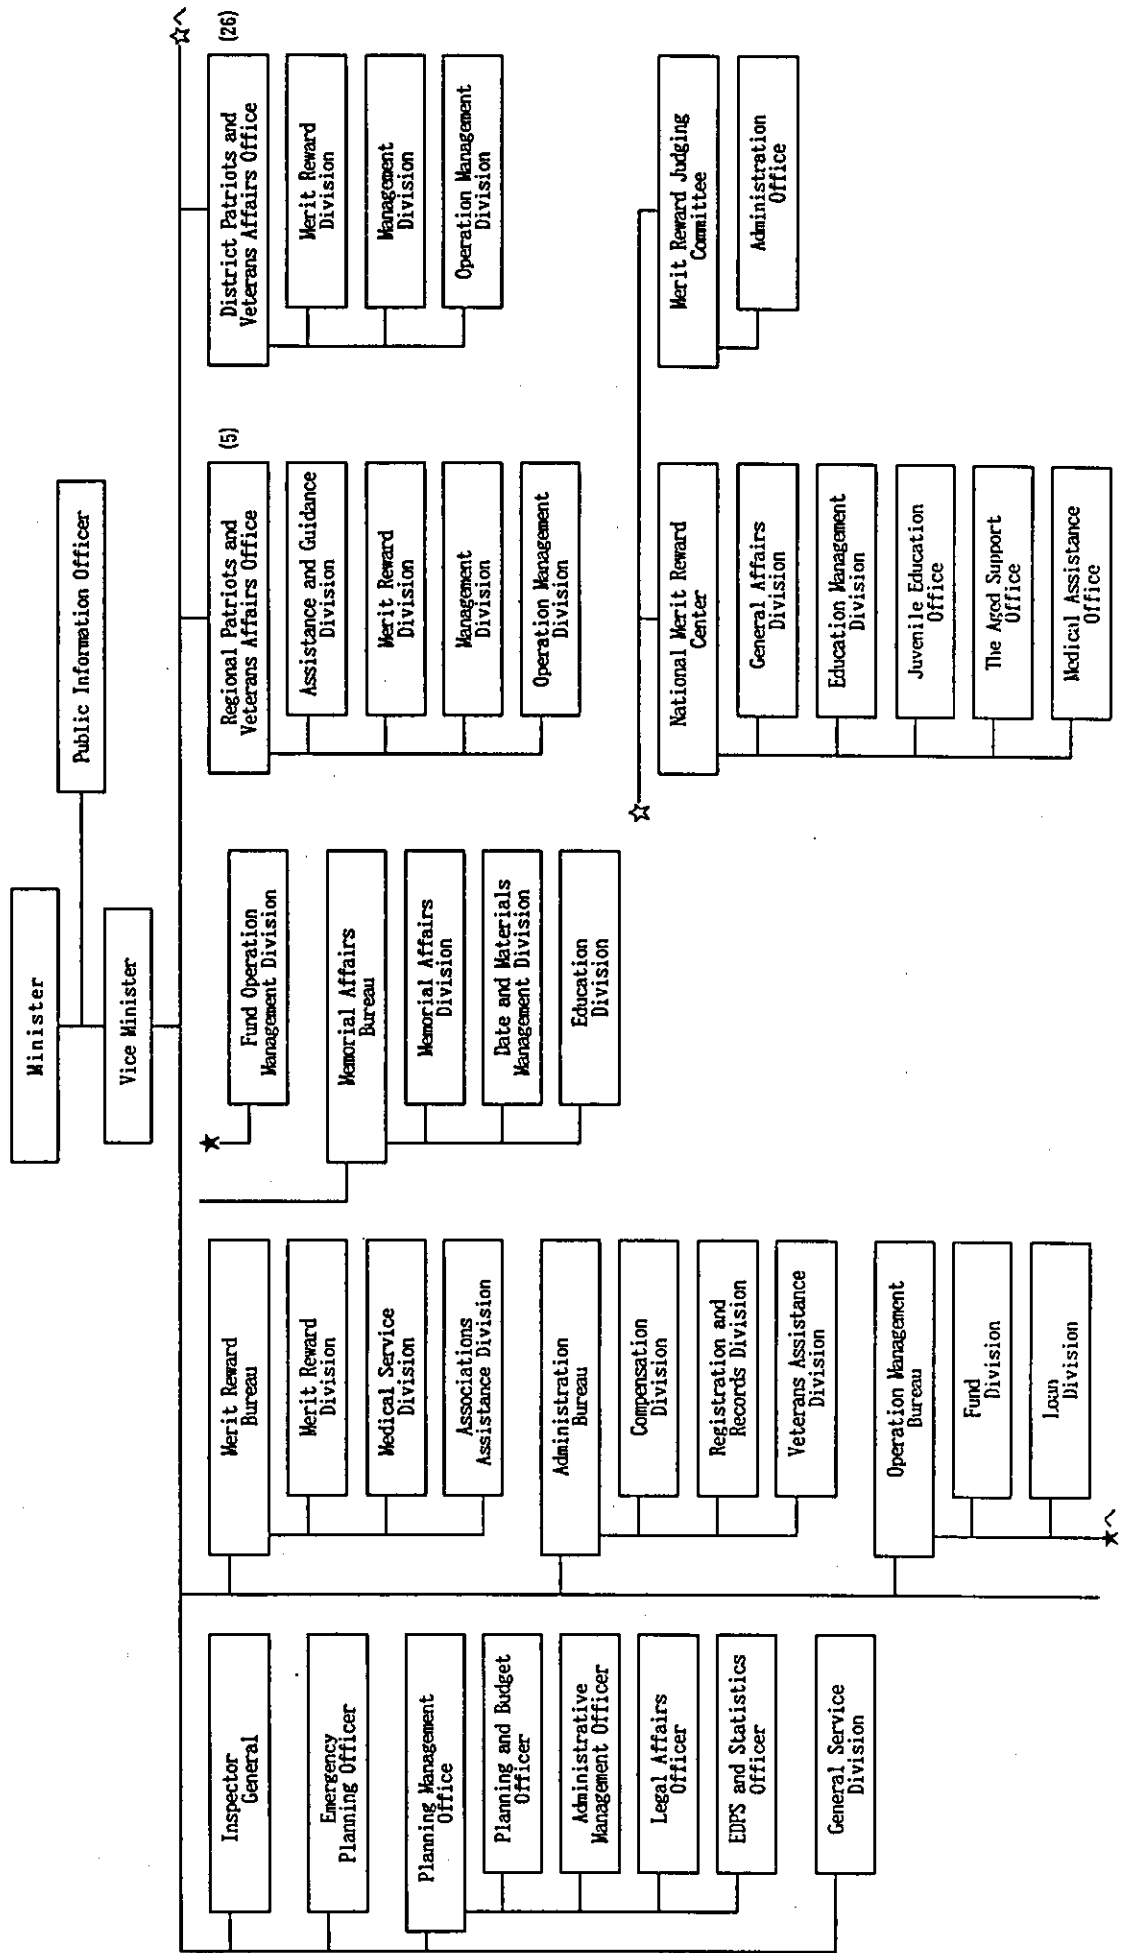 Minister
Public Information Officer
Vice Minister
☆へ
Inspector
General
Emergency
Planning Officer
Planning Management
Office
Planning and Budget
Officer
Administrative
Management Officer
Legal Affairs
Officer
EDPS and Statistics
Officer
General Service
Division
Merit Reward
Bureau
Merit Reward
Division
Medical Service
Division
Associations
Assistance Division
Administration
Bureau
Compensation
Division
Registration and
Records Division
Veterans Assistance
Division
Operation Management
Bureau
Fund
Division
Loan
Division
★へ
★
Fund Operation
Management Division
Memorial Affairs
Bureau
Memorial Affairs
Division
Date and Materials
Management Division
Education
Division
Regional Patriots and
Veterans Affairs Office
(5)
Assistance and Guidance
Division
Merit Reward
Division
Management
Division
Operation Management
Division
District Patriots and
Veterans Affairs Office
(26)
Merit Reward
Division
Management
Division
Operation Management
Division
☆
National Merit Reward
Center
General Affairs
Division
Education Management
Division
Juvenile Education
Office
The Aged Support
Office
Medical Assistance
Office
Merit Reward Judging
Committee
Administration
Office